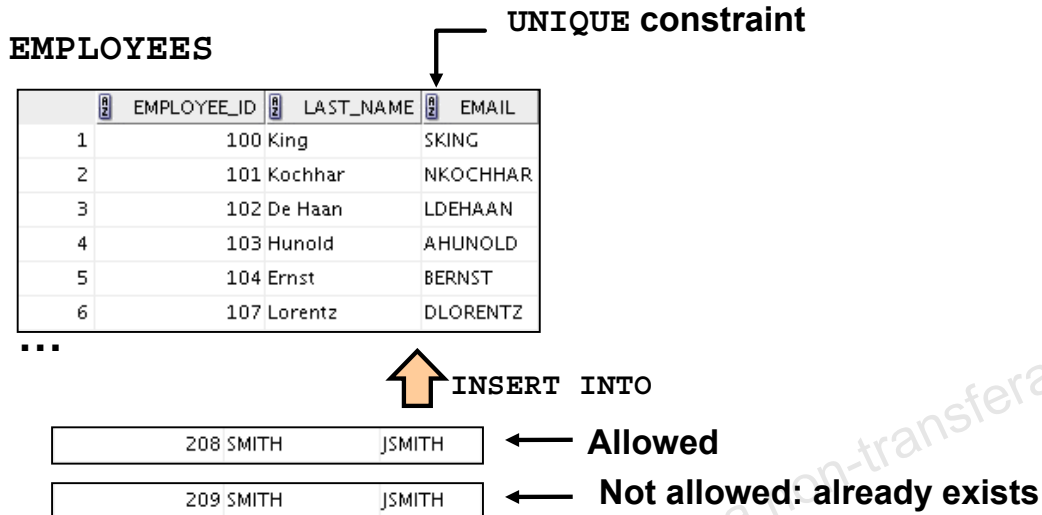 UNIQUE constraint
EMPLOYEES
EMPLOYEE_ID LAST_NAME EMAIL
1 100 King SKING
2 101 Kochhar NKOCHHAR
3 102 De Haan LDEHAAN
4 103 Hunold AHUNOLD
5 104 Ernst BERNST
6 107 Lorentz DLORENTZ
...
INSERT INTO
208 SMITH JSMITH Allowed
209 SMITH JSMITH Not allowed: already exists
non-transfera